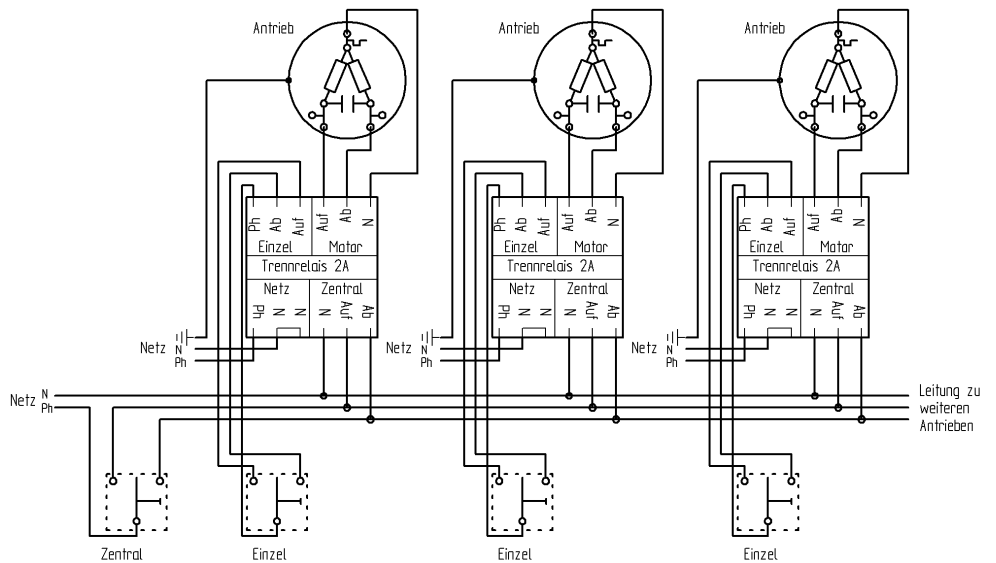 Antrieb Antrieb Antrieb
Ph Ab Auf Auf Ab N Ph Ab Auf Auf Ab N Ph Ab Auf Auf Ab N
Einzel Motor Einzel Motor Einzel Motor
Trennrelais 2A Trennrelais 2A Trennrelais 2A
Netz Zentral Netz Zentral Netz Zentral
Ph N N N Auf Ab Ph N N N Auf Ab Ph N N N Auf Ab
Netz N Netz N Netz N
Ph Ph Ph
Netz N
Ph
Leitung zu
weiteren
Antrieben
Zentral Einzel Einzel Einzel